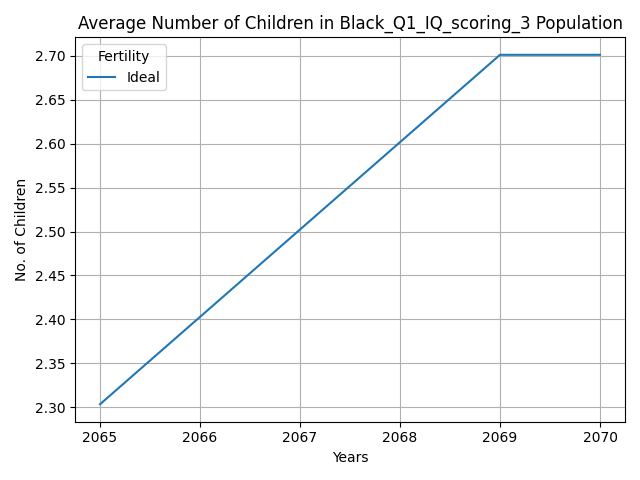 Average Number of Children in Black_Q1_IQ_scoring_3 Population
Fertility
Ideal
No. of Children
2.70
2.65
2.60
2.55
2.50
2.45
2.40
2.35
2.30
2065 2066 2067 2068 2069 2070
Years